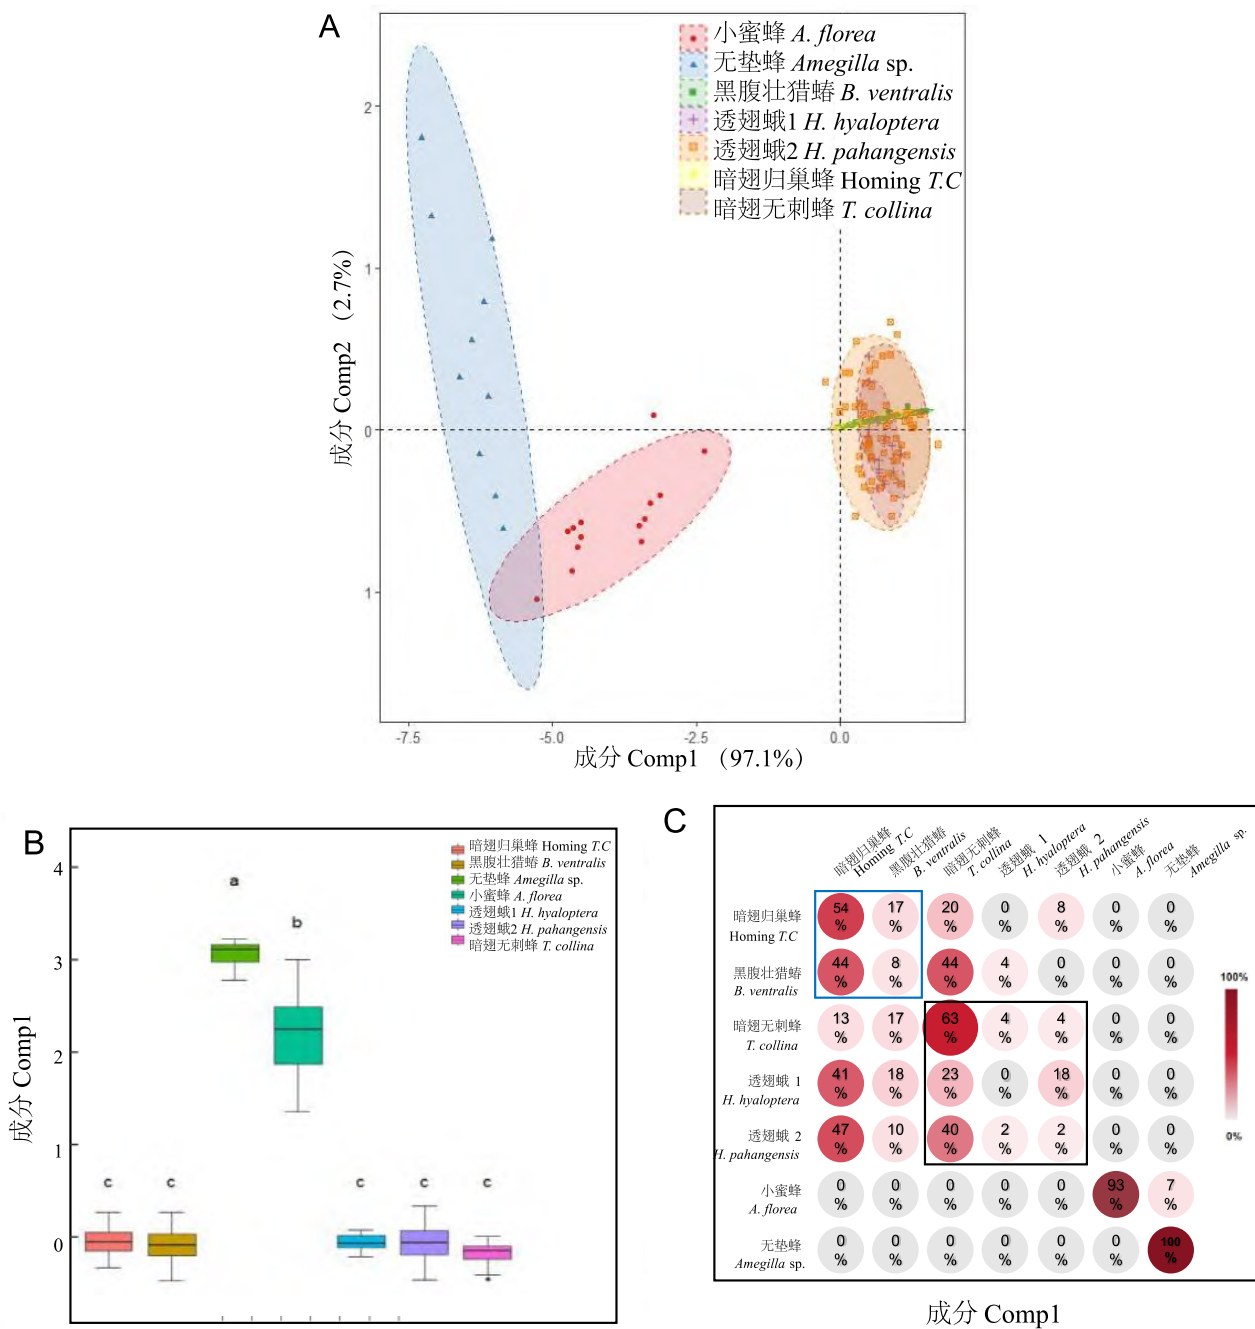 A
小蜜蜂 A. florea
无垫蜂 Amegilla sp.
黑腹壮猎蝽 B. ventralis
透翅蛾1 H. hyaloptera
透翅蛾2 H. pahangensis
暗翅归巢蜂 Homing T.C
暗翅无刺蜂 T. collina
成分 Comp2 （2.7%）
2
1
0
1
-7.5
-5.0
-2.5
0.0
成分 Comp1 （97.1%）
B
暗翅归巢蜂 Homing T.C
黑腹壮猎蝽 B. ventralis
无垫蜂 Amegilla sp.
小蜜蜂 A. florea
透翅蛾1 H. hyaloptera
透翅蛾2 H. pahangensis
暗翅无刺蜂 T. collina
成分 Comp1
4
3
2
1
0
a
b
c
c
c
c
c
C
暗翅归巢蜂
Homing T.C
黑腹壮猎蝽
B. ventralis
暗翅无刺蜂
T. collina
透翅蛾 1
H. hyaloptera
透翅蛾 2
H. pahangensis
小蜜蜂
A. florea
无垫蜂
Amegilla sp.
暗翅归巢蜂
Homing T.C
54 % 17 % 20 % 0 % 8 % 0 % 0 %
黑腹壮猎蝽
B. ventralis
44 % 8 % 44 % 4 % 0 % 0 % 0 %
暗翅无刺蜂
T. collina
13 % 17 % 63 % 4 % 4 % 0 % 0 %
透翅蛾 1
H. hyaloptera
41 % 18 % 23 % 0 % 18 % 0 % 0 %
透翅蛾 2
H. pahangensis
47 % 10 % 40 % 2 % 2 % 0 % 0 %
小蜜蜂
A. florea
0 % 0 % 0 % 0 % 0 % 93 % 7 %
无垫蜂
Amegilla sp.
0 % 0 % 0 % 0 % 0 % 0 % 100 %
100%
0%
成分 Comp1